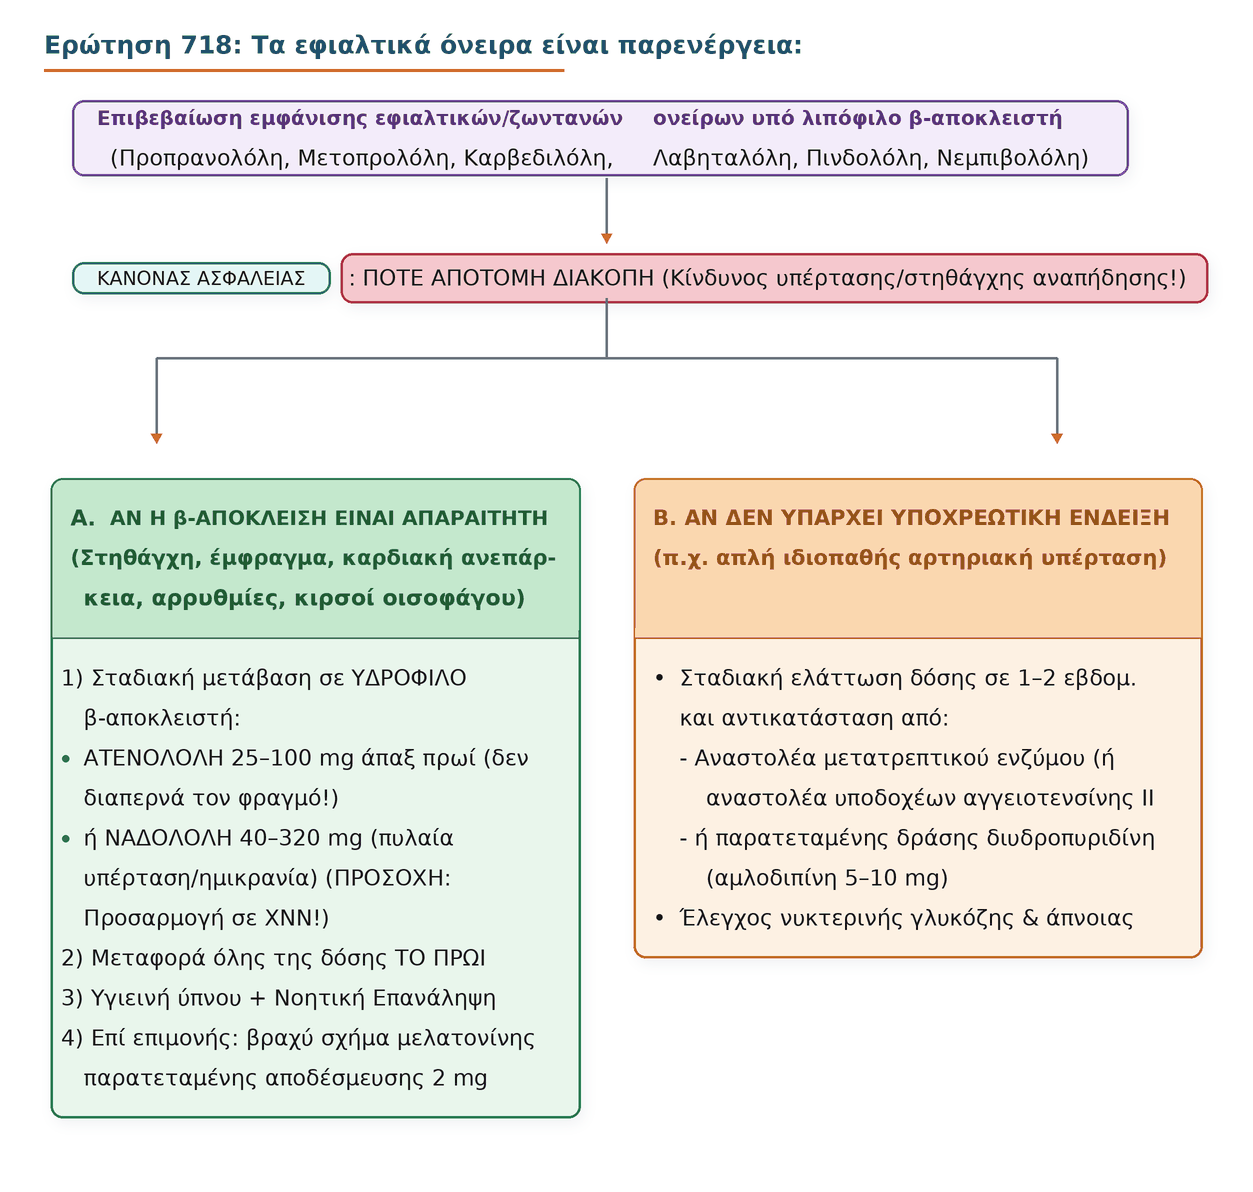 Ερώτηση 718: Τα εφιαλτικά όνειρα είναι παρενέργεια:
Επιβεβαίωση εμφάνισης εφιαλτικών/ζωντανών ονείρων υπό λιπόφιλο β-αποκλειστή
(Προπρανολόλη, Μετοπρολόλη, Καρβεδιλόλη, Λαβηταλόλη, Πινδολόλη, Νεμπιβολόλη)
ΚΑΝΟΝΑΣ ΑΣΦΑΛΕΙΑΣ : ΠΟΤΕ ΑΠΟΤΟΜΗ ΔΙΑΚΟΠΗ (Κίνδυνος υπέρτασης/στηθάγχης αναπήδησης!)
Α. ΑΝ Η β-ΑΠΟΚΛΕΙΣΗ ΕΙΝΑΙ ΑΠΑΡΑΙΤΗΤΗ
(Στηθάγχη, έμφραγμα, καρδιακή ανεπάρ-
κεια, αρρυθμίες, κιρσοί οισοφάγου)
1) Σταδιακή μετάβαση σε ΥΔΡΟΦΙΛΟ
β-αποκλειστή:
• ΑΤΕΝΟΛΟΛΗ 25–100 mg άπαξ πρωί (δεν
διαπερνά τον φραγμό!)
• ή ΝΑΔΟΛΟΛΗ 40–320 mg (πυλαία
υπέρταση/ημικρανία) (ΠΡΟΣΟΧΗ:
Προσαρμογή σε ΧΝΝ!)
2) Μεταφορά όλης της δόσης ΤΟ ΠΡΩΙ
3) Υγιεινή ύπνου + Νοητική Επανάληψη
4) Επί επιμονής: βραχύ σχήμα μελατονίνης
παρατεταμένης αποδέσμευσης 2 mg
Β. ΑΝ ΔΕΝ ΥΠΑΡΧΕΙ ΥΠΟΧΡΕΩΤΙΚΗ ΕΝΔΕΙΞΗ
(π.χ. απλή ιδιοπαθής αρτηριακή υπέρταση)
• Σταδιακή ελάττωση δόσης σε 1–2 εβδομ.
και αντικατάσταση από:
- Αναστολέα μετατρεπτικού ενζύμου (ή
αναστολέα υποδοχέων αγγειοτενσίνης ΙΙ
- ή παρατεταμένης δράσης διυδροπυριδίνη
(αμλοδιπίνη 5–10 mg)
• Έλεγχος νυκτερινής γλυκόζης & άπνοιας